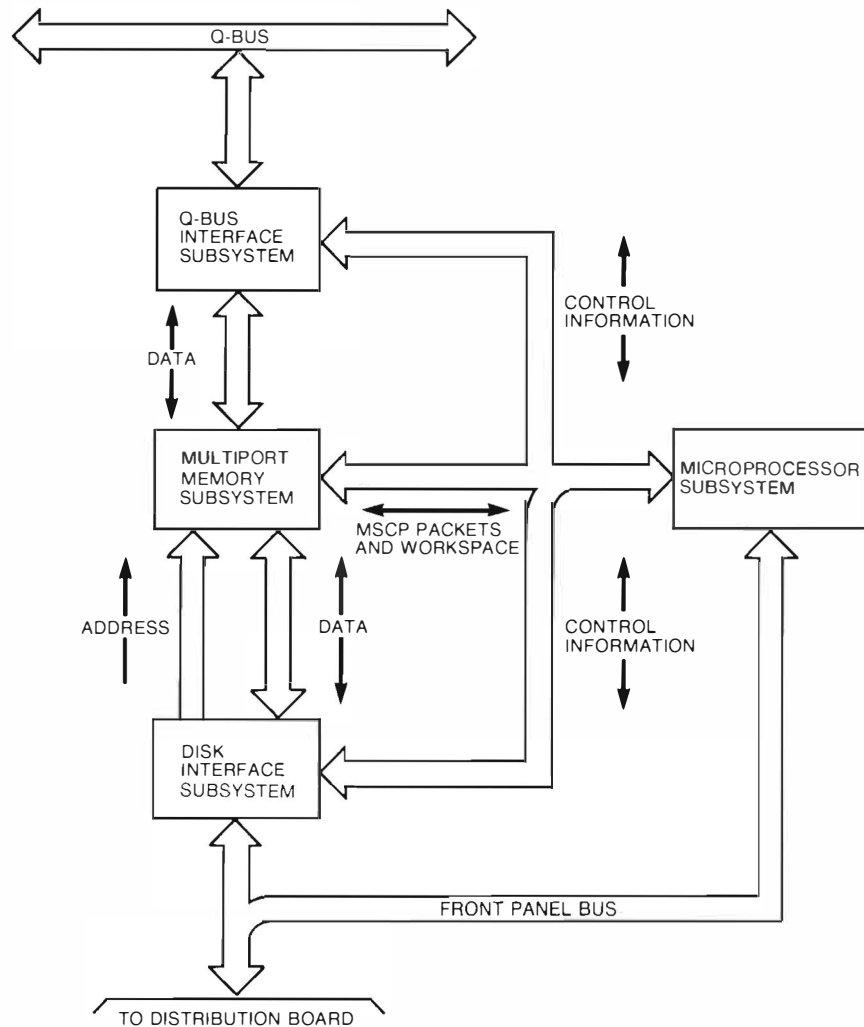 Q-BUS
Q-BUS
INTERFACE
SUBSYSTEM
CONTROL
INFORMATION
DATA
MULTIPORT
MEMORY
SUBSYSTEM
MICROPROCESSOR
SUBSYSTEM
MSCP PACKETS
AND WORKSPACE
ADDRESS
DATA
CONTROL
INFORMATION
DISK
INTERFACE
SUBSYSTEM
FRONT PANEL BUS
TO DISTRIBUTION BOARD